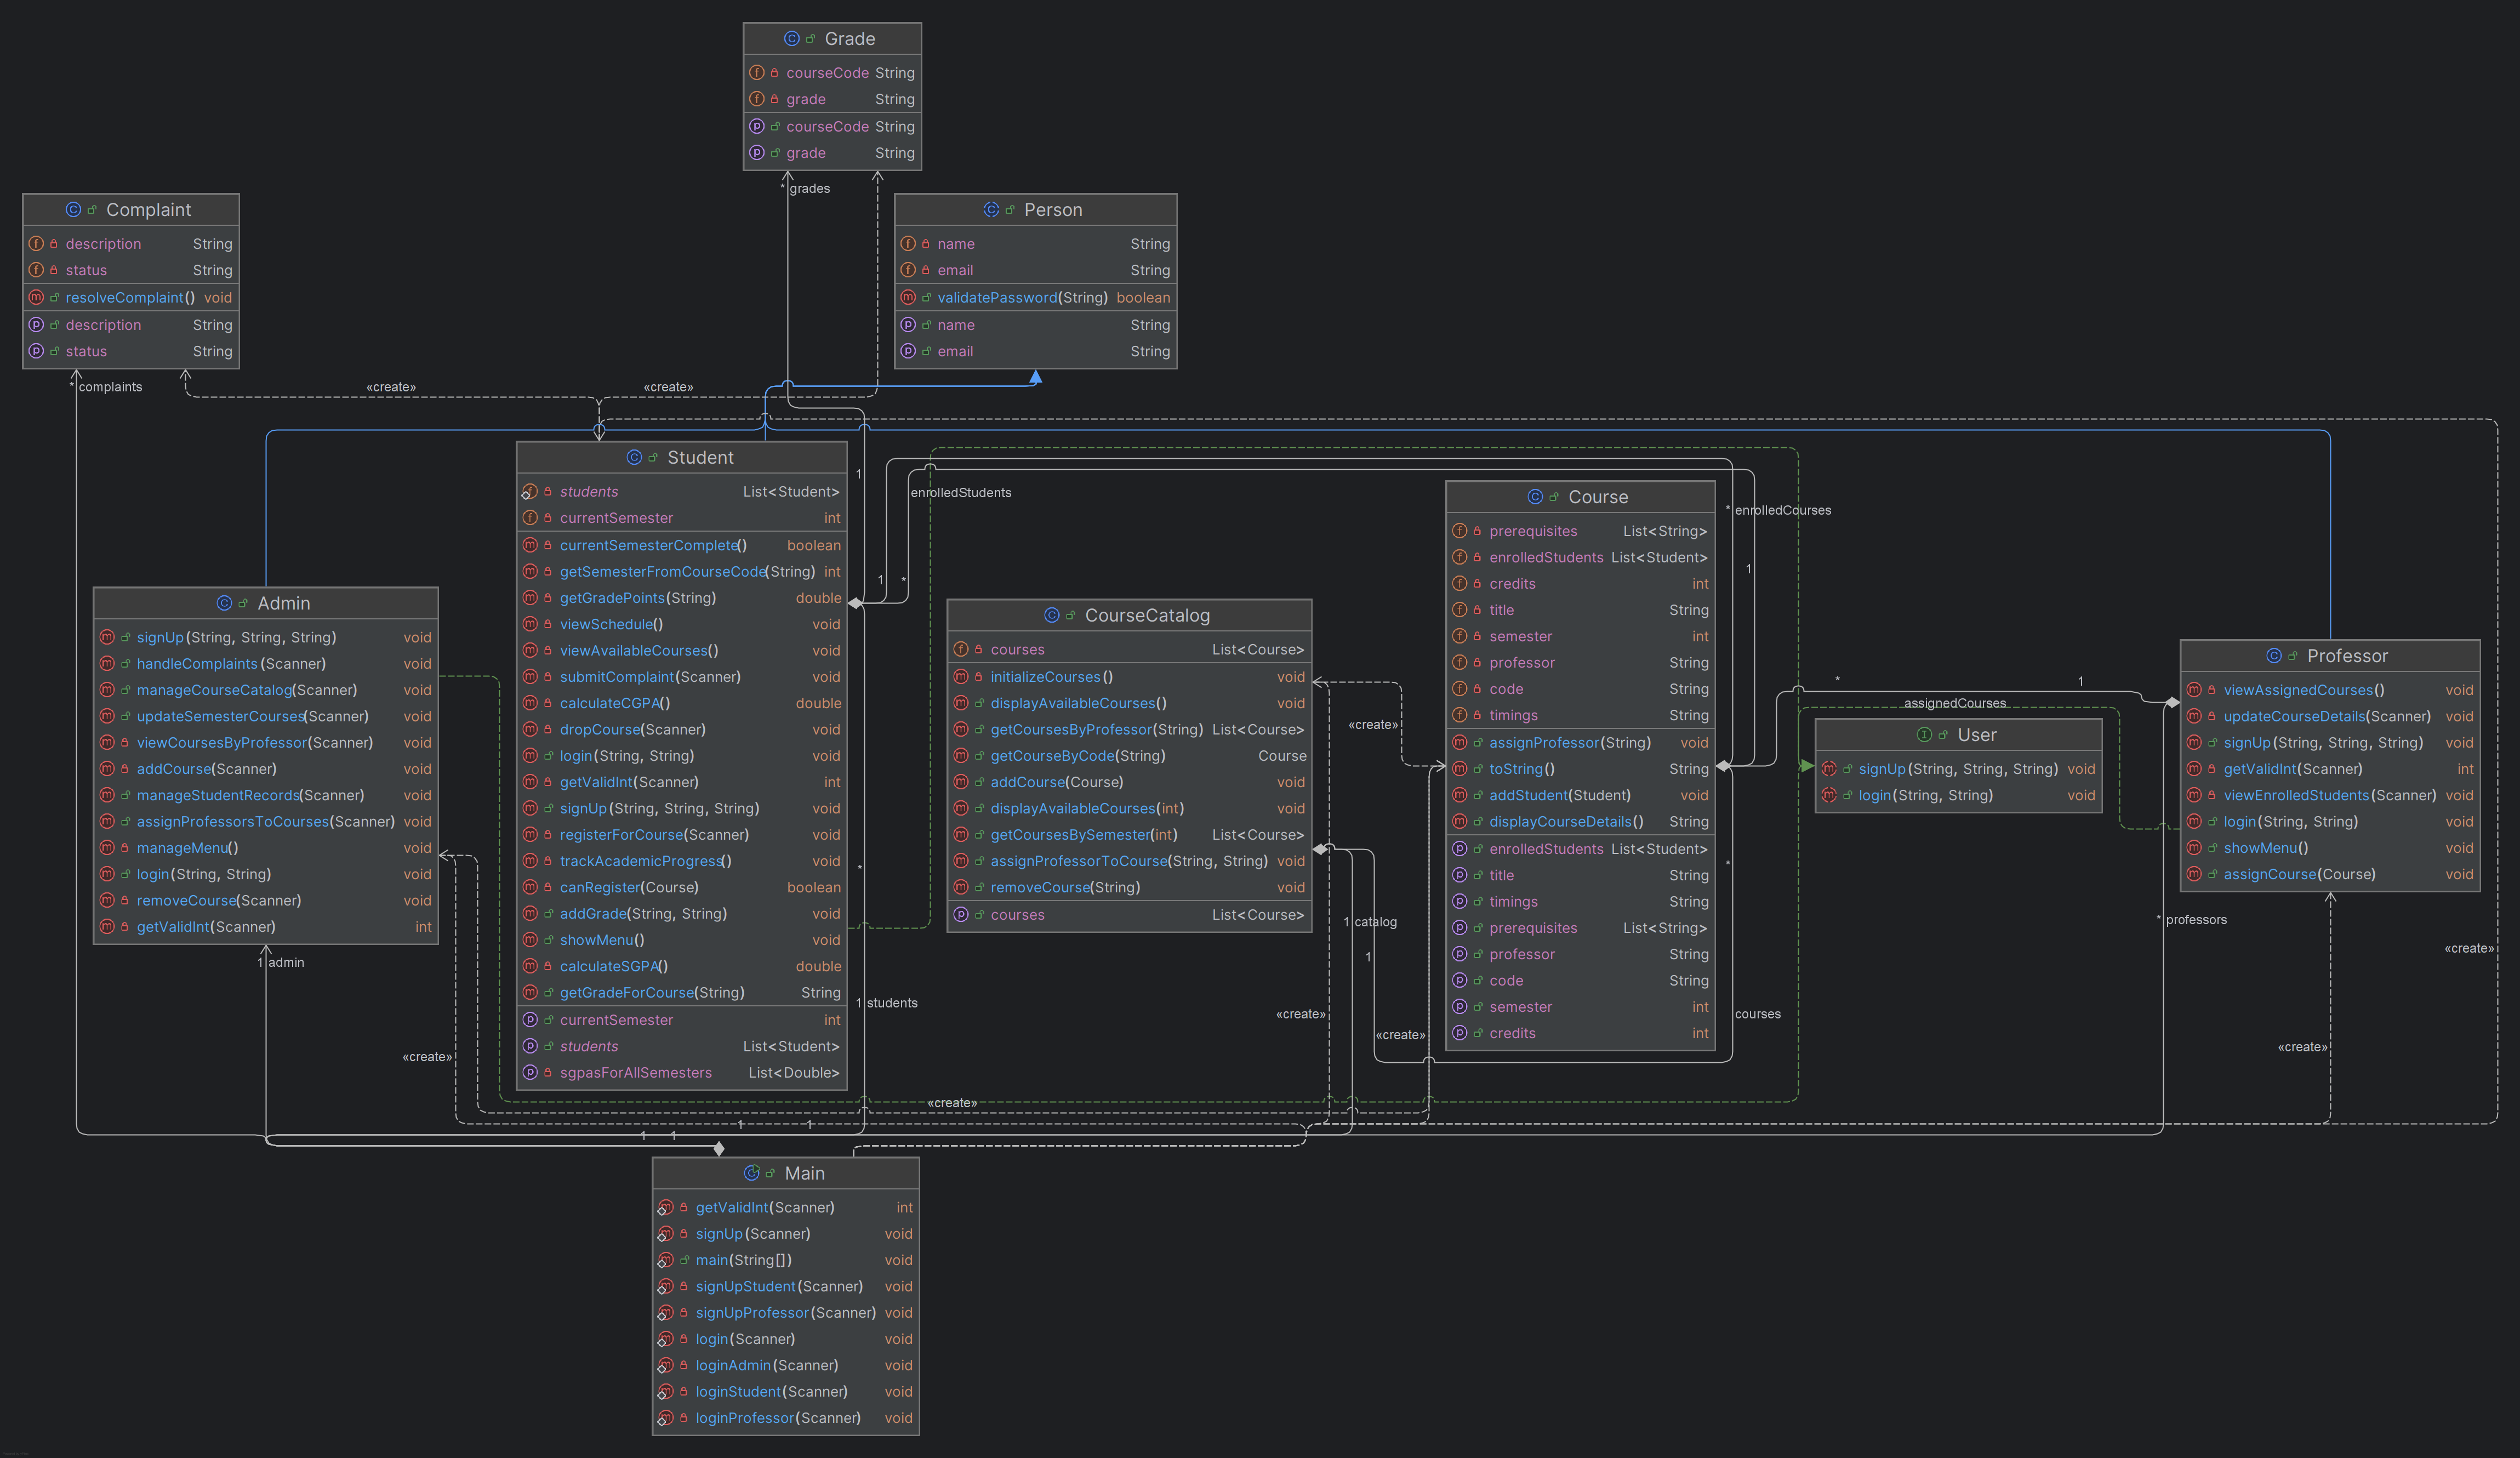 Grade
courseCode String
grade String
courseCode String
grade String
* grades
Complaint
description String
status String
resolveComplaint() void
description String
status String
* complaints
Person
name String
email String
validatePassword(String) boolean
name String
email String
«create»
«create»
Student
students List<Student>
currentSemester int
currentSemesterComplete() boolean
getSemesterFromCourseCode(String) int
getGradePoints(String) double
viewSchedule() void
viewAvailableCourses() void
submitComplaint(Scanner) void
calculateCGPA() double
dropCourse(Scanner) void
login(String, String) void
getValidInt(Scanner) int
signUp(String, String, String) void
registerForCourse(Scanner) void
trackAcademicProgress() void
canRegister(Course) boolean
addGrade(String, String) void
showMenu() void
calculateSGPA() double
getGradeForCourse(String) String
currentSemester int
students List<Student>
sgpasForAllSemesters List<Double>
1
enrolledStudents
1
*
*
1 students
Admin
signUp(String, String, String) void
handleComplaints(Scanner) void
manageCourseCatalog(Scanner) void
updateSemesterCourses(Scanner) void
viewCoursesByProfessor(Scanner) void
addCourse(Scanner) void
manageStudentRecords(Scanner) void
assignProfessorsToCourses(Scanner) void
manageMenu() void
login(String, String) void
removeCourse(Scanner) void
getValidInt(Scanner) int
1 admin
«create»
CourseCatalog
courses List<Course>
initializeCourses() void
displayAvailableCourses() void
getCoursesByProfessor(String) List<Course>
getCourseByCode(String) Course
addCourse(Course) void
displayAvailableCourses(int) void
getCoursesBySemester(int) List<Course>
assignProfessorToCourse(String, String) void
removeCourse(String) void
courses List<Course>
«create»
1 catalog
1
«create»
«create»
«create»
Course
prerequisites List<String>
enrolledStudents List<Student>
credits int
title String
semester int
professor String
code String
timings String
assignProfessor(String) void
toString() String
addStudent(Student) void
displayCourseDetails() String
enrolledStudents List<Student>
title String
timings String
prerequisites List<String>
professor String
code String
semester int
credits int
* enrolledCourses
1
*
courses
* 1
assignedCourses
User
signUp(String, String, String) void
login(String, String) void
Professor
viewAssignedCourses() void
updateCourseDetails(Scanner) void
signUp(String, String, String) void
getValidInt(Scanner) int
viewEnrolledStudents(Scanner) void
login(String, String) void
showMenu() void
assignCourse(Course) void
* professors
«create»
«create»
1 1 1 1
Main
getValidInt(Scanner) int
signUp(Scanner) void
main(String[]) void
signUpStudent(Scanner) void
signUpProfessor(Scanner) void
login(Scanner) void
loginAdmin(Scanner) void
loginStudent(Scanner) void
loginProfessor(Scanner) void